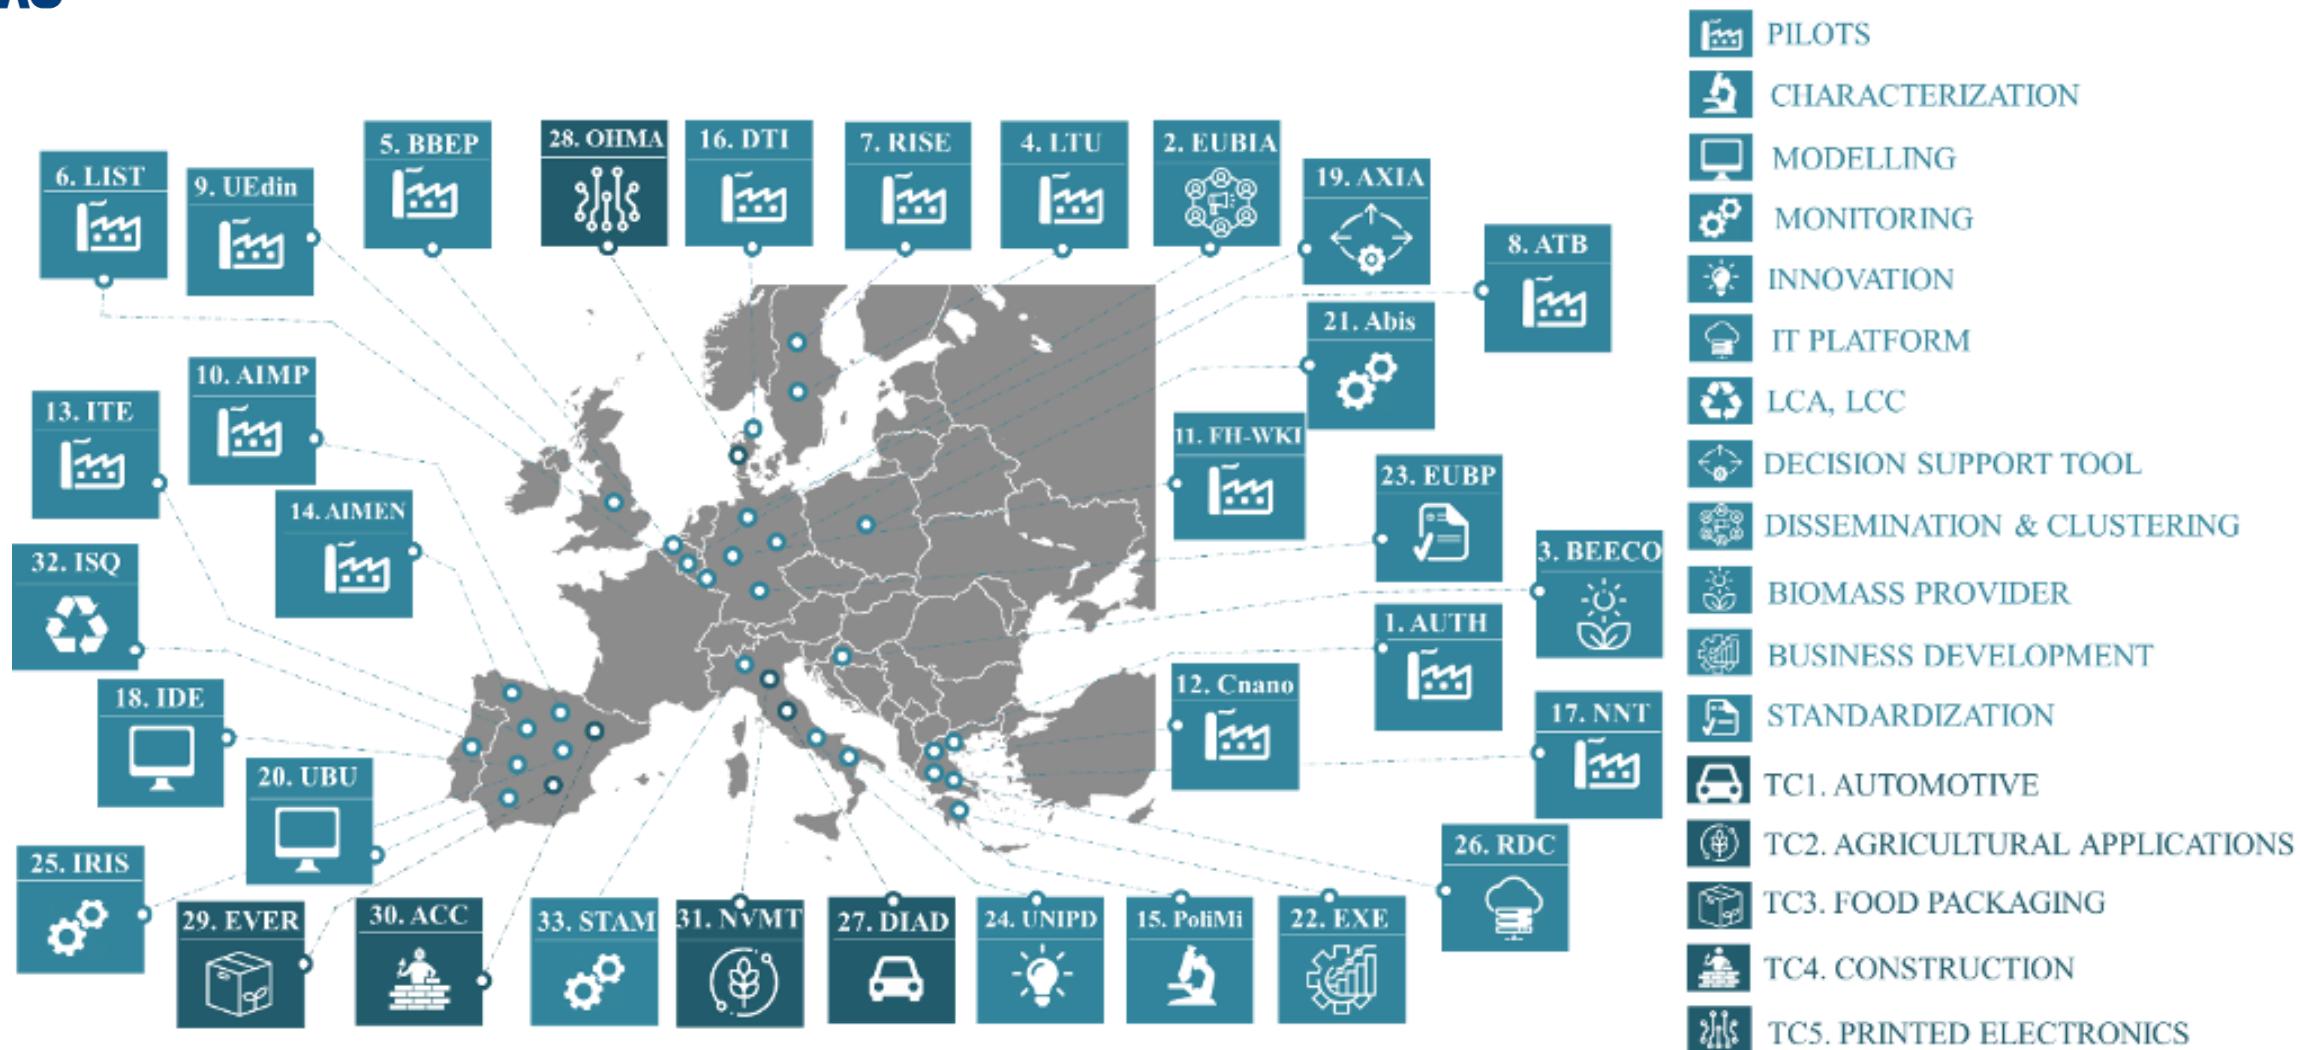 5. BBEP
28. OHMA
16. DTI
7. RISE
4. LTU
2. EUBIA
6. LIST
9. UEdin
19. AXIA
8. ATB
21. Abis
10. AIMP
13. ITE
11. FH-WKI
23. EUBP
14. AIMEN
32. ISQ
3. BEECO
1. AUTH
12. Cnano
18. IDE
17. NNT
20. UBU
25. IRIS
26. RDC
29. EVER
30. ACC
33. STAM
31. NVMT
27. DIAD
24. UNIPD
15. PoliMi
22. EXE
PILOTS
CHARACTERIZATION
MODELLING
MONITORING
INNOVATION
IT PLATFORM
LCA, LCC
DECISION SUPPORT TOOL
DISSEMINATION & CLUSTERING
BIOMASS PROVIDER
BUSINESS DEVELOPMENT
STANDARDIZATION
TC1. AUTOMOTIVE
TC2. AGRICULTURAL APPLICATIONS
TC3. FOOD PACKAGING
TC4. CONSTRUCTION
TC5. PRINTED ELECTRONICS